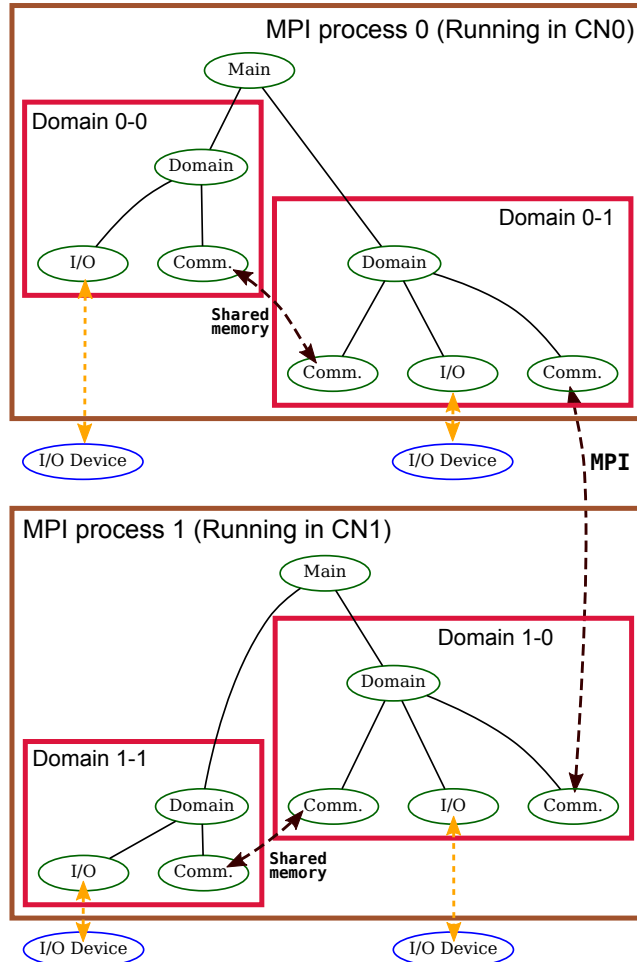 MPI process 0 (Running in CN0)
Main
Domain 0-0
Domain
Domain 0-1
I/O
Comm.
Domain
Shared
memory
Comm.
I/O
Comm.
I/O Device
I/O Device
MPI
MPI process 1 (Running in CN1)
Main
Domain 1-0
Domain
Domain 1-1
Domain
Comm.
I/O
Comm.
I/O
Comm.
Shared
memory
I/O Device
I/O Device